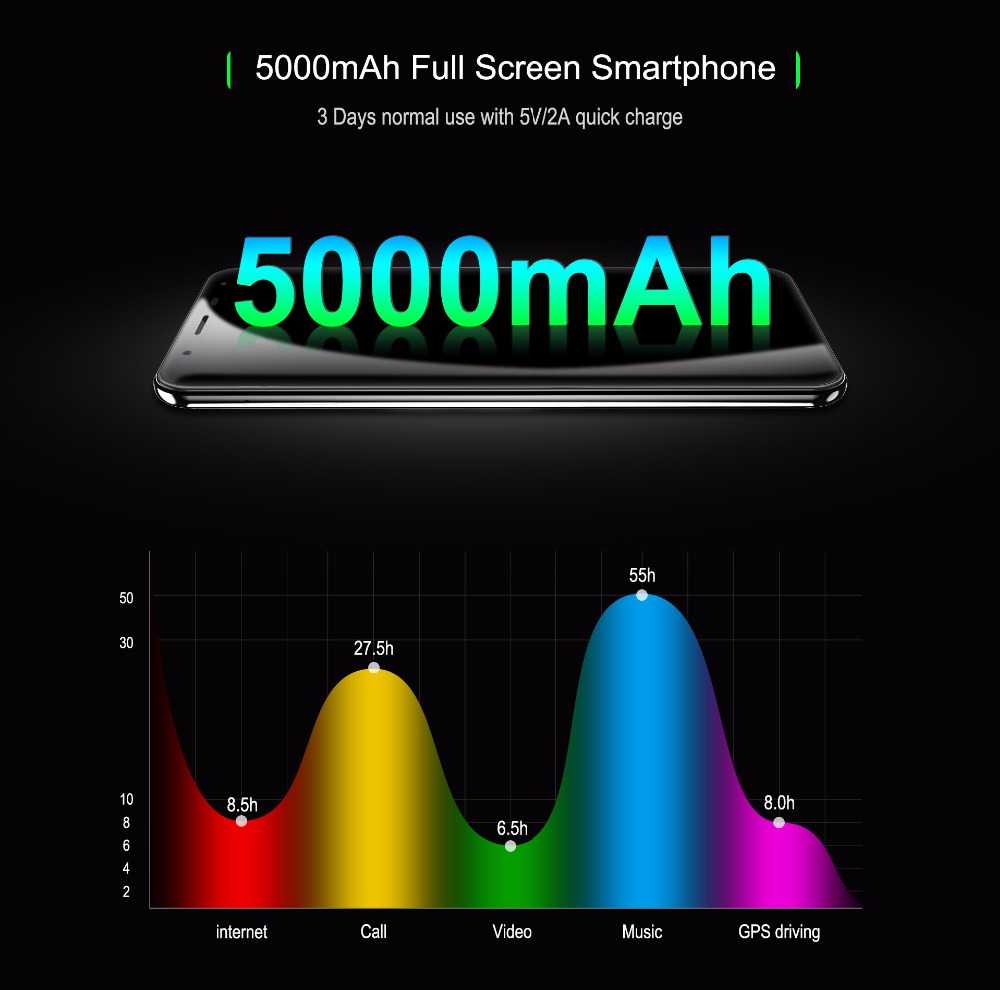 5000mAh Full Screen Smartphone
3 Days normal use with 5V/2A quick charge
5000mAh
55h
50
30
27.5h
10
8.5h
8.0h
8
6.5h
6
4
2
internet Call Video Music GPS driving